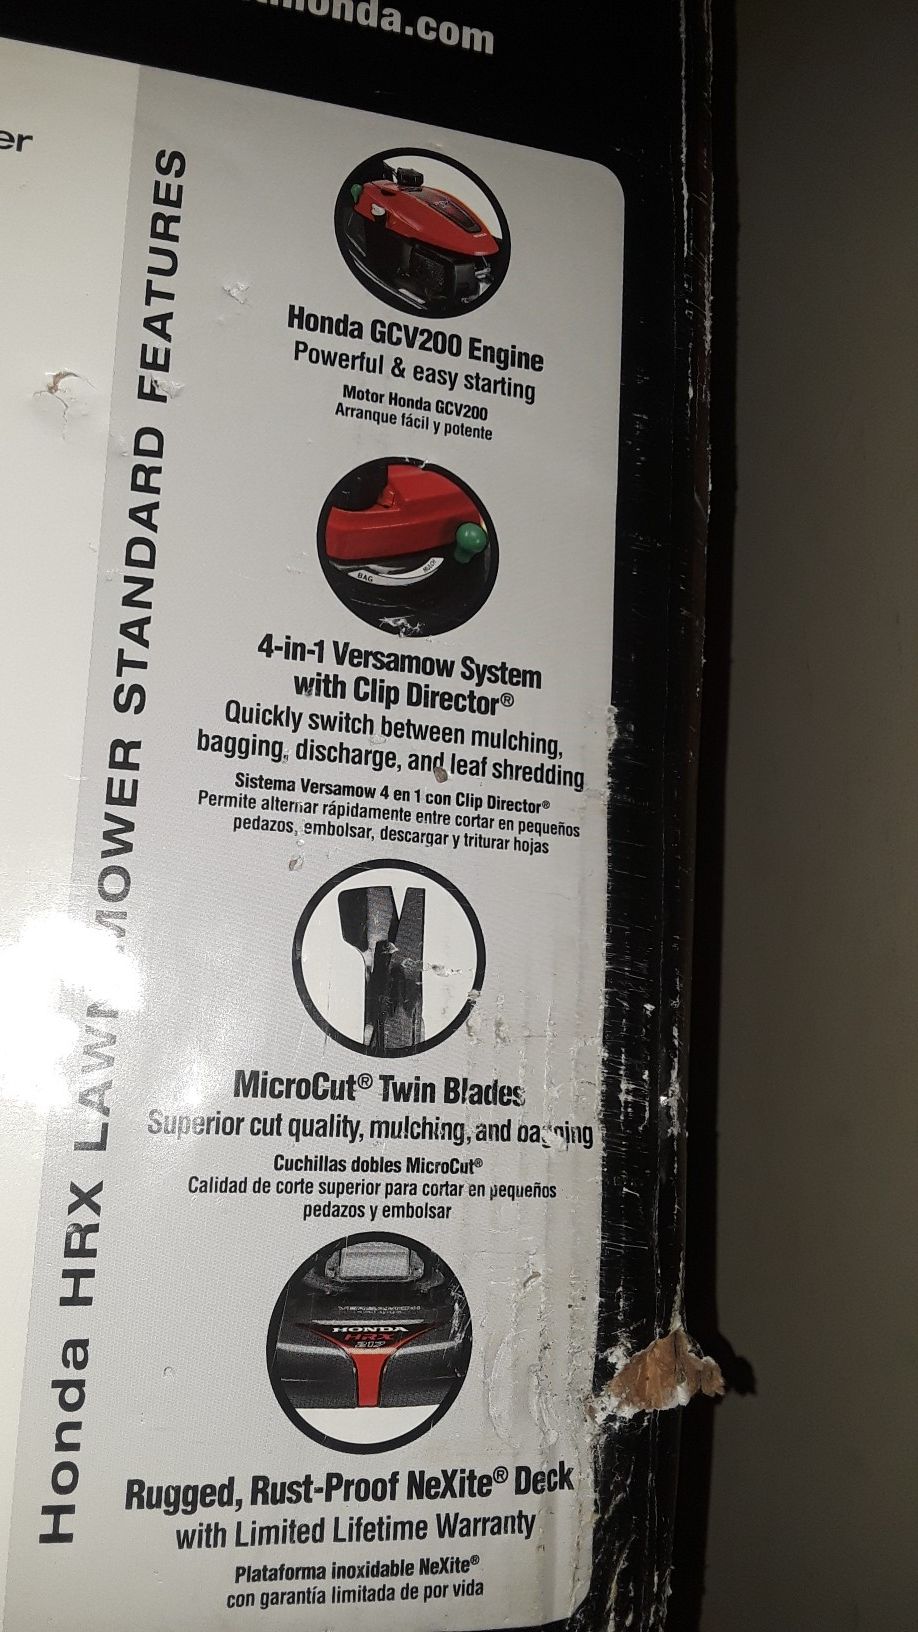 honda.com
er
Honda HRX LAWN MOWER STANDARD FEATURES
Honda GCV200 Engine
Powerful & easy starting
Motor Honda GCV200
Arranque fácil y potente
BAG
MULCH
4-in-1 Versamow System
with Clip Director®
Quickly switch between mulching,
bagging, discharge, and leaf shredding
Sistema Versamow 4 en 1 con Clip Director®
Permite alternar rápidamente entre cortar en pequeños
pedazos, embolsar, descargar y triturar hojas
MicroCut® Twin Blades
Superior cut quality, mulching, and bagging
Cuchillas dobles MicroCut®
Calidad de corte superior para cortar en pequeños
pedazos y embolsar
HONDA
HRX
217
Rugged, Rust-Proof NeXite® Deck
with Limited Lifetime Warranty
Plataforma inoxidable NeXite®
con garantía limitada de por vida